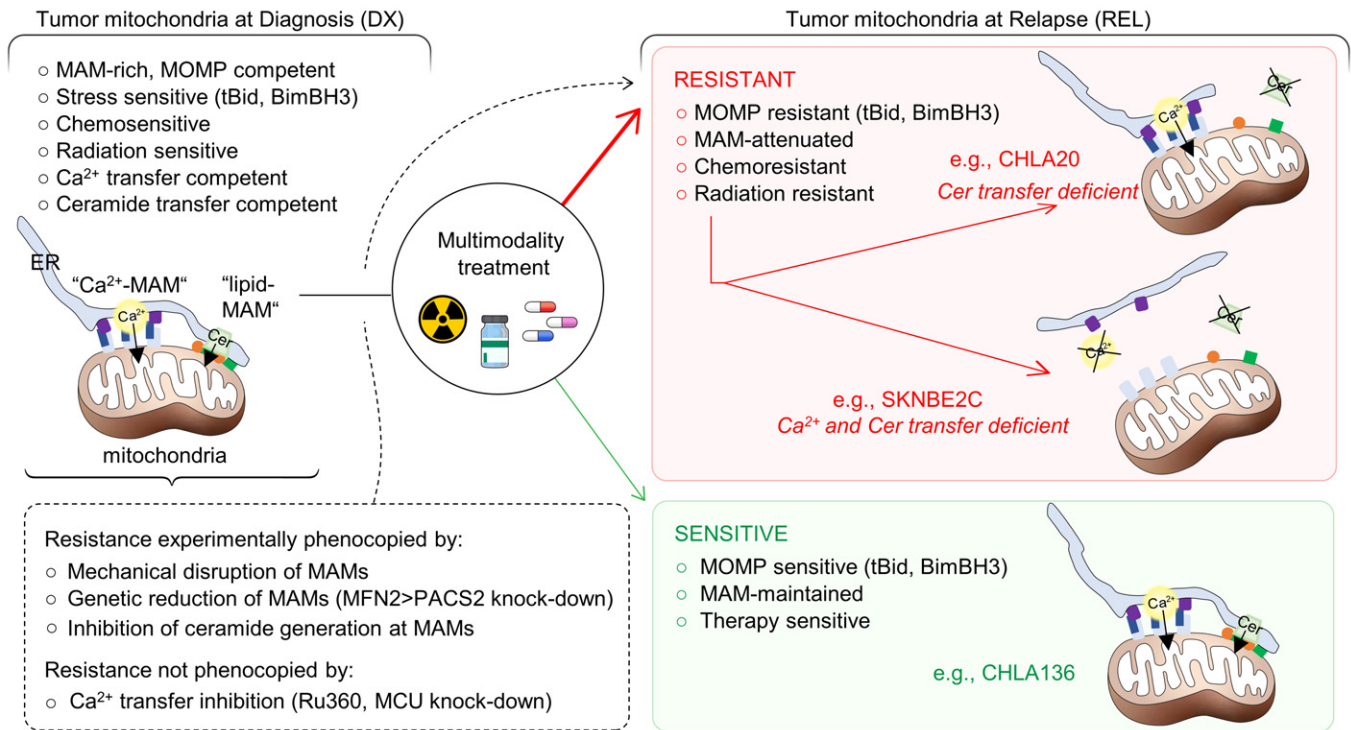 Tumor mitochondria at Diagnosis (DX)
○ MAM-rich, MOMP competent
○ Stress sensitive (tBid, BimBH3)
○ Chemosensitive
○ Radiation sensitive
○ Ca²⁺ transfer competent
○ Ceramide transfer competent
ER
“Ca²⁺-MAM“
“lipid-
MAM“
Ca²⁺
Cer
mitochondria
Multimodality
treatment
Resistance experimentally phenocopied by:
○ Mechanical disruption of MAMs
○ Genetic reduction of MAMs (MFN2>PACS2 knock-down)
○ Inhibition of ceramide generation at MAMs
Resistance not phenocopied by:
○ Ca²⁺ transfer inhibition (Ru360, MCU knock-down)
Tumor mitochondria at Relapse (REL)
RESISTANT
○ MOMP resistant (tBid, BimBH3)
○ MAM-attenuated
○ Chemoresistant
○ Radiation resistant
e.g., CHLA20
Cer transfer deficient
Ca²⁺
Cer
e.g., SKNBE2C
Ca²⁺ and Cer transfer deficient
Ca²⁺
Cer
SENSITIVE
○ MOMP sensitive (tBid, BimBH3)
○ MAM-maintained
○ Therapy sensitive
e.g., CHLA136
Ca²⁺
Cer